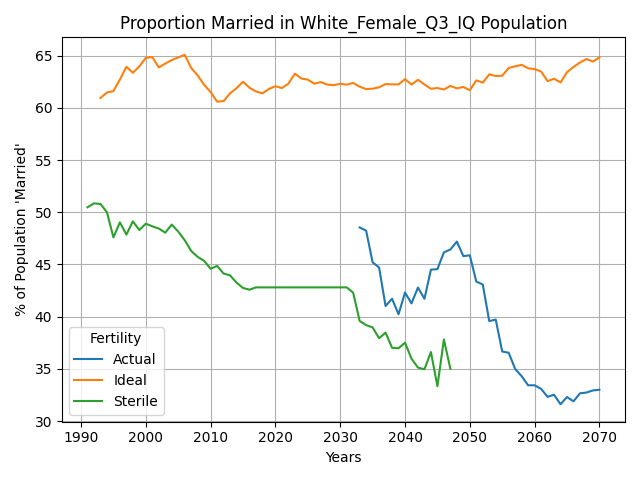 Proportion Married in White_Female_Q3_IQ Population
% of Population 'Married'
65
60
55
50
45
40
35
30
Fertility
Actual
Ideal
Sterile
1990 2000 2010 2020 2030 2040 2050 2060 2070
Years